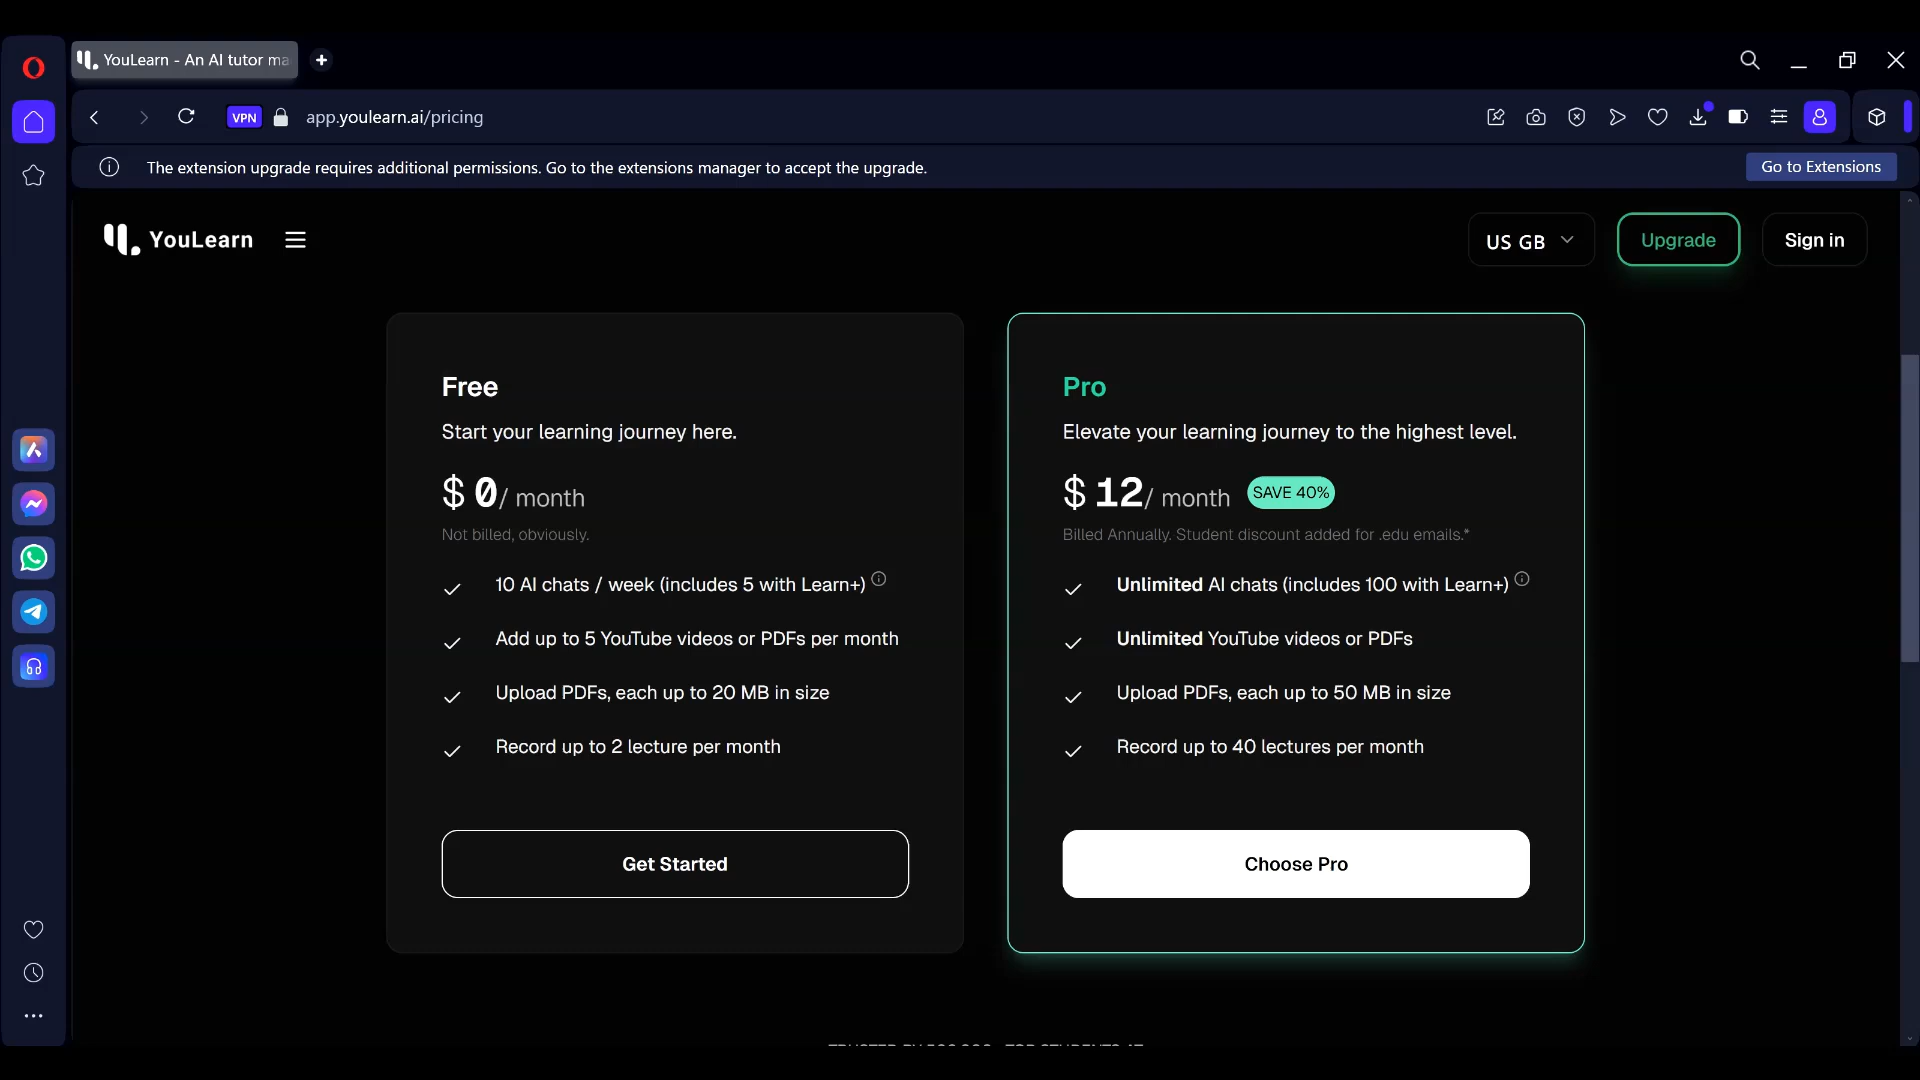 YouLearn - An AI tutor ma
VPN
app.youlearn.ai/pricing
The extension upgrade requires additional permissions. Go to the extensions manager to accept the upgrade.
Go to Extensions
YouLearn
US GB
Upgrade
Sign in
Free
Start your learning journey here.
$ 0/ month
Not billed, obviously.
10 AI chats / week (includes 5 with Learn+)
Add up to 5 YouTube videos or PDFs per month
Upload PDFs, each up to 20 MB in size
Record up to 2 lecture per month
Get Started
Pro
Elevate your learning journey to the highest level.
$ 12/ month
SAVE 40%
Billed Annually. Student discount added for .edu emails.*
Unlimited AI chats (includes 100 with Learn+)
Unlimited YouTube videos or PDFs
Upload PDFs, each up to 50 MB in size
Record up to 40 lectures per month
Choose Pro